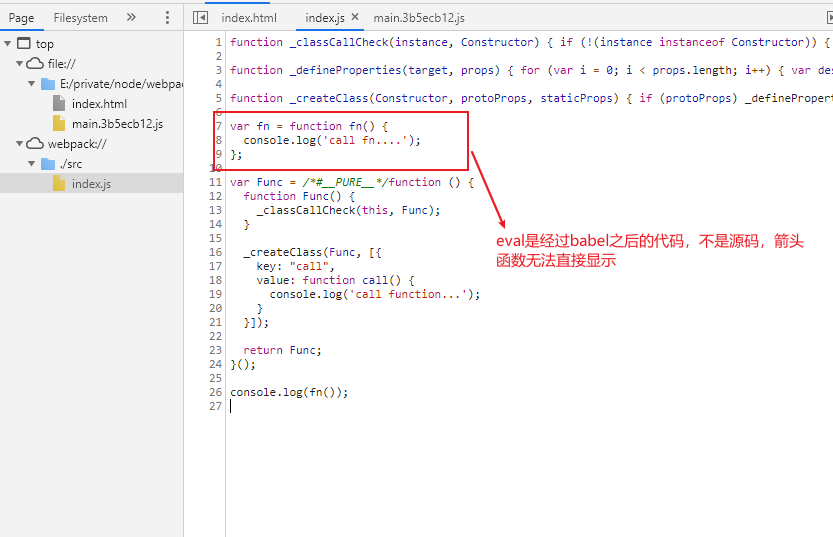 Page Filesystem » index.html index.js × main.3b5ecb12.js
top
file://
E:/private/node/webpac
index.html
main.3b5ecb12.js
webpack://
./src
index.js
1 function _classCallCheck(instance, Constructor) { if (!(instance instanceof Constructor)) {
2
3 function _defineProperties(target, props) { for (var i = 0; i < props.length; i++) { var des
4
5 function _createClass(Constructor, protoProps, staticProps) { if (protoProps) _definePropert
6
7 var fn = function fn() {
8 console.log('call fn....');
9 };
10
11 var Func = /*#__PURE__*/function () {
12 function Func() {
13 _classCallCheck(this, Func);
14 }
15
16 _createClass(Func, [{
17 key: "call",
18 value: function call() {
19 console.log('call function...');
20 }
21 }]);
22
23 return Func;
24 }();
25
26 console.log(fn());
27
eval是经过babel之后的代码，不是源码，箭头
函数无法直接显示